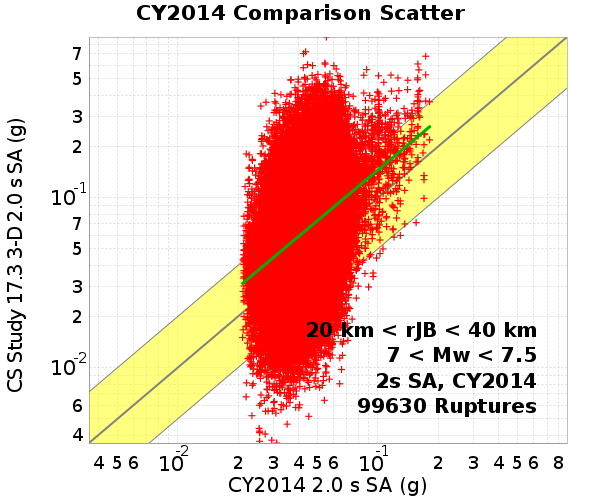 CY2014 Comparison Scatter
CS Study 17.3 3-D 2.0 s SA (g)
7
5
3
2
10-1
7
5
3
2
10-2
6
4
20 km < rJB < 40 km
7 < Mw < 7.5
2s SA, CY2014
99630 Ruptures
4 5 6 10-2 2 3 4 5 6 10-1 2 3 4 5 6 8
CY2014 2.0 s SA (g)